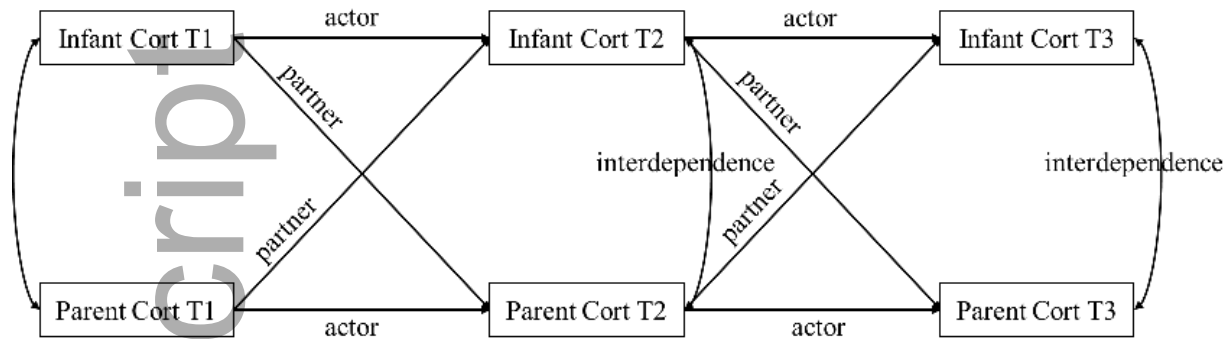 actor actor
Infant Cort T1 Infant Cort T2 Infant Cort T3
partner partner
interdependence interdependence
partner partner
Parent Cort T1 Parent Cort T2 Parent Cort T3
actor actor
cript